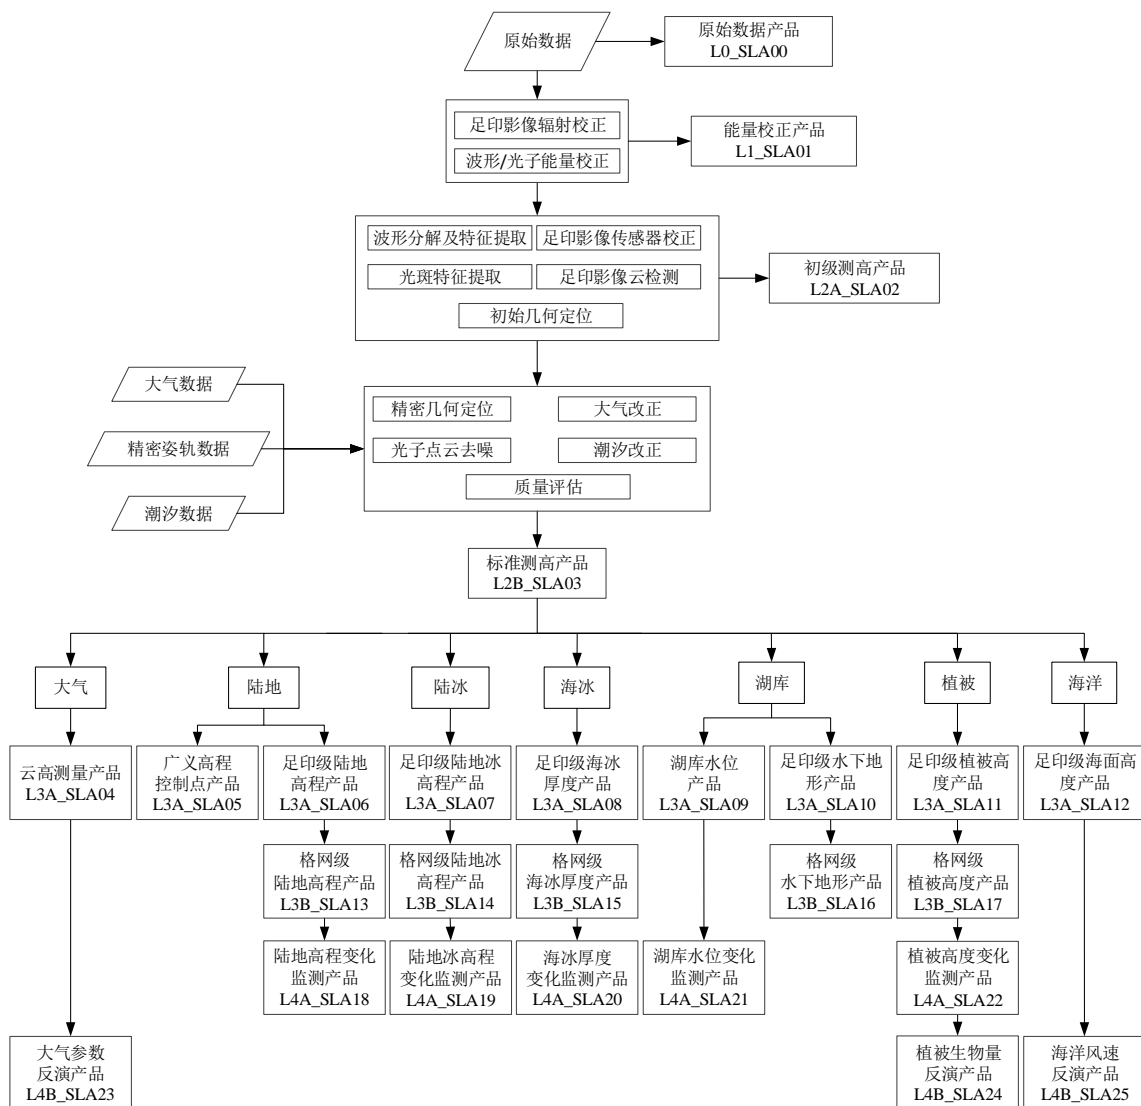 原始数据
原始数据产品
L0_SLA00
足印影像辐射校正
波形/光子能量校正
能量校正产品
L1_SLA01
波形分解及特征提取
足印影像传感器校正
光斑特征提取
足印影像云检测
初始几何定位
初级测高产品
L2A_SLA02
大气数据
精密姿轨数据
潮汐数据
精密几何定位
大气改正
光子点云去噪
潮汐改正
质量评估
标准测高产品
L2B_SLA03
大气
陆地
陆冰
海冰
湖库
植被
海洋
云高测量产品
L3A_SLA04
广义高程
控制点产品
L3A_SLA05
足印级陆地
高程产品
L3A_SLA06
足印级陆地冰
高程产品
L3A_SLA07
足印级海冰
厚度产品
L3A_SLA08
湖库水位
产品
L3A_SLA09
足印级水下地
形产品
L3A_SLA10
足印级植被高
度产品
L3A_SLA11
足印级海面高
度产品
L3A_SLA12
格网级
陆地高程产品
L3B_SLA13
格网级陆地冰
高程产品
L3B_SLA14
格网级
海冰厚度产品
L3B_SLA15
格网级
水下地形产品
L3B_SLA16
格网级
植被高度产品
L3B_SLA17
陆地高程变化
监测产品
L4A_SLA18
陆地冰高程
变化监测产品
L4A_SLA19
海冰厚度
变化监测产品
L4A_SLA20
湖库水位变化
监测产品
L4A_SLA21
植被高度变化
监测产品
L4A_SLA22
大气参数
反演产品
L4B_SLA23
植被生物量
反演产品
L4B_SLA24
海洋风速
反演产品
L4B_SLA25